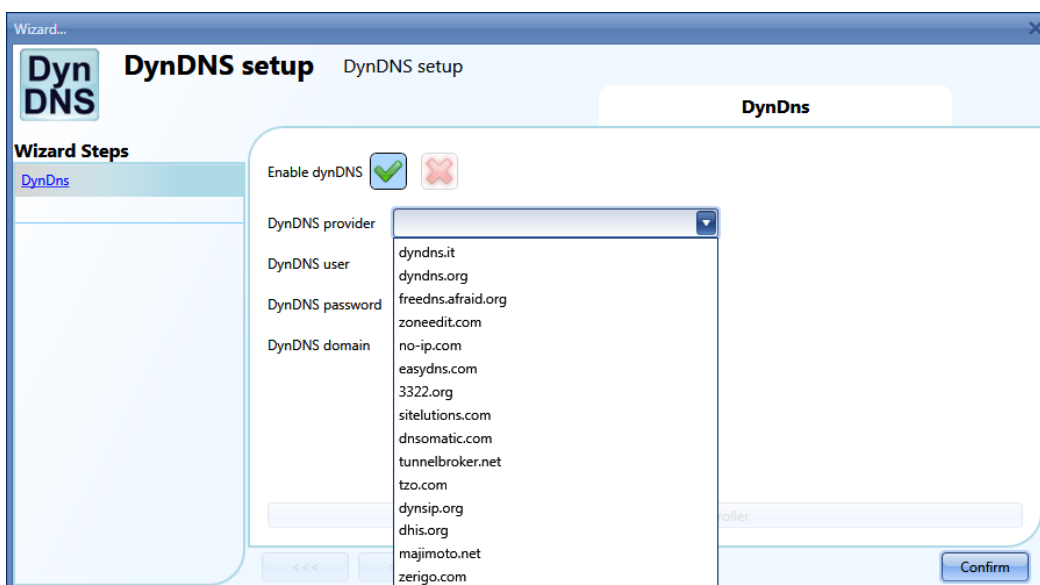 Wizard...
Dyn
DNS
DynDNS setup DynDNS setup
DynDns
Wizard Steps
DynDns
Enable dynDNS
DynDNS provider
DynDNS user
DynDNS password
DynDNS domain
dyndns.it
dyndns.org
freedns.afraid.org
zoneedit.com
no-ip.com
easydns.com
3322.org
sitelutions.com
dnsomatic.com
tunnelbroker.net
tzo.com
dynsip.org
dhis.org
majimoto.net
zerigo.com
roller
<<<
Confirm